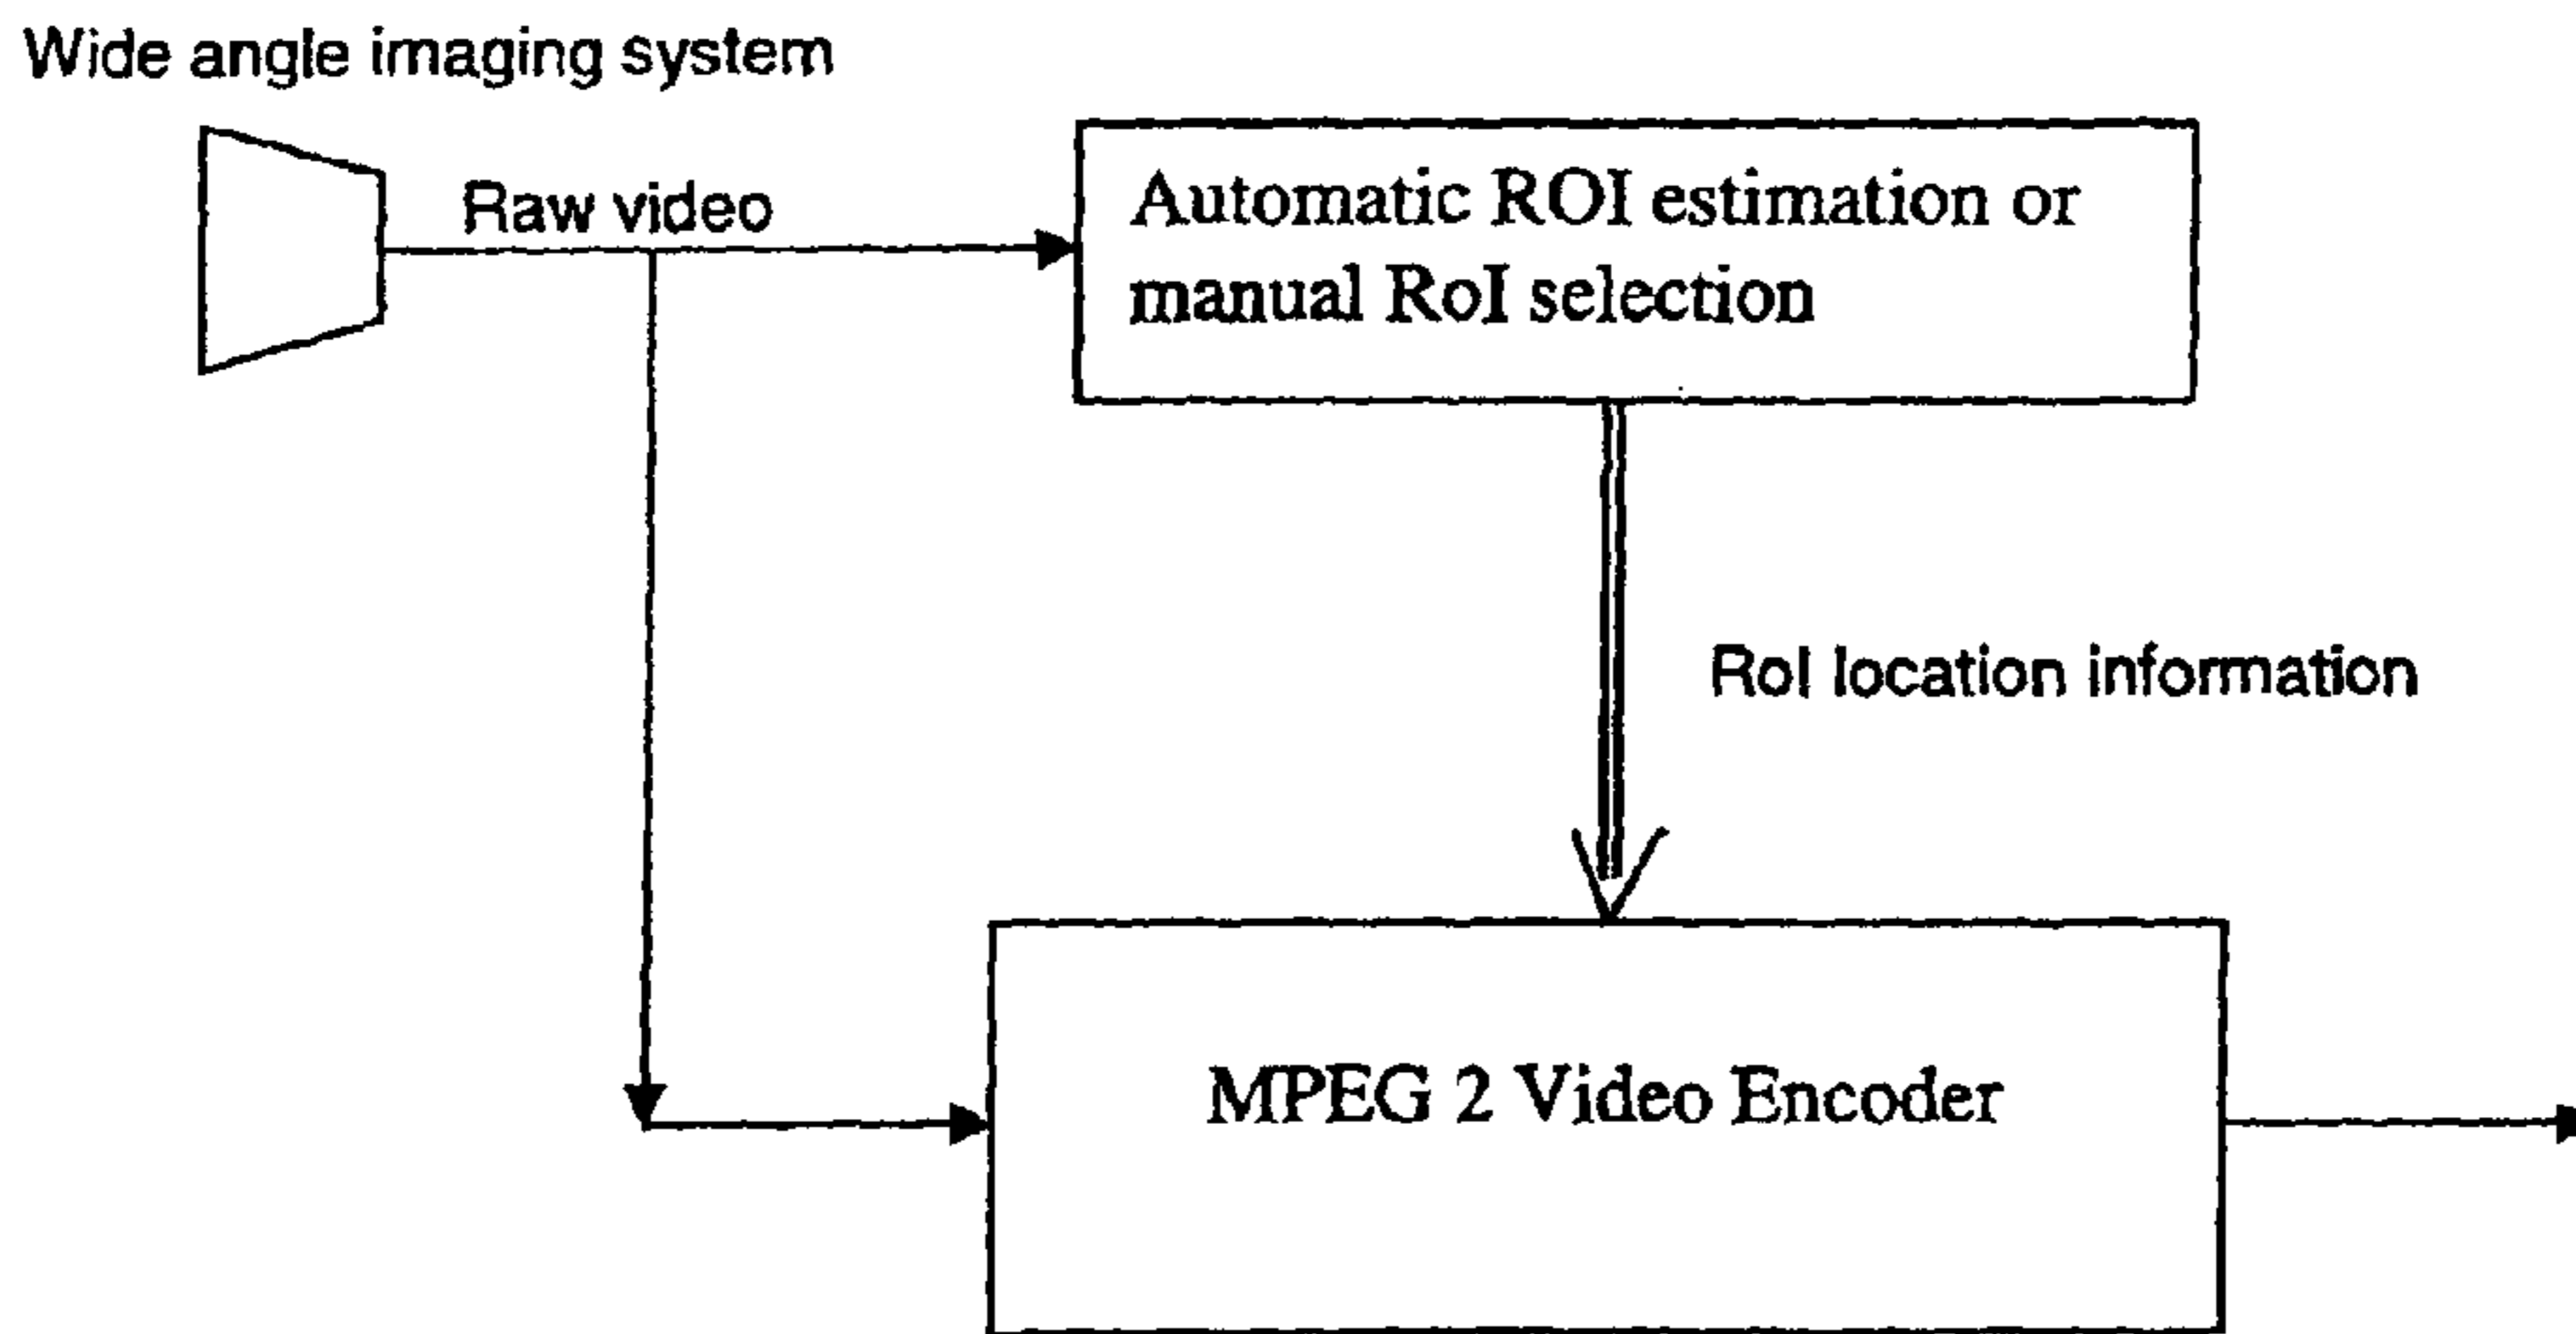 Wide angle imaging system
Raw video
Automatic ROI estimation or
manual RoI selection
RoI location information
MPEG 2 Video Encoder